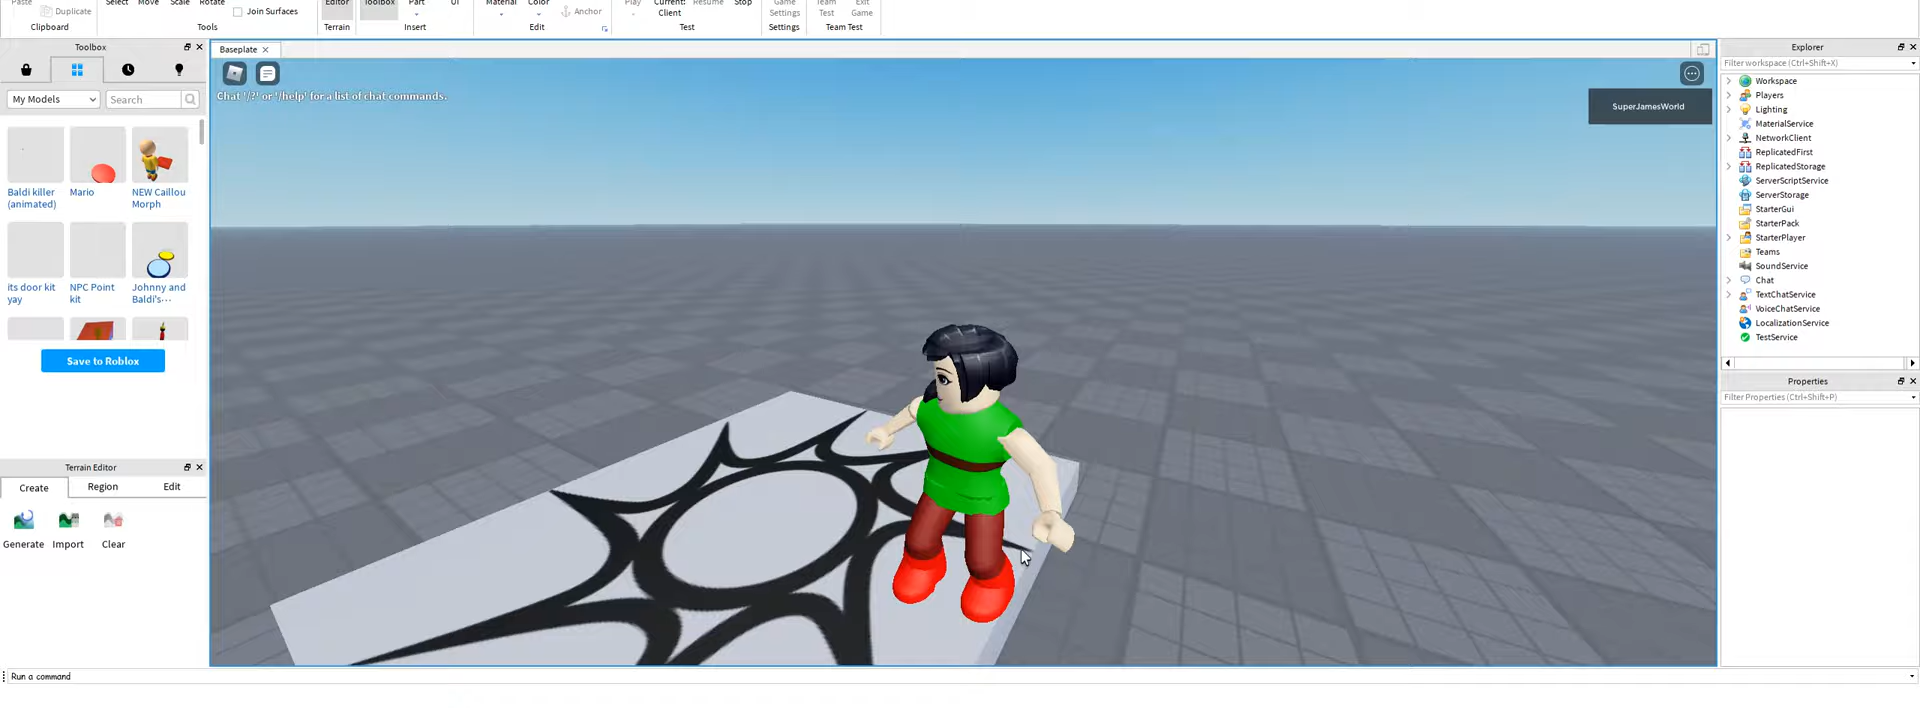 Paste
Duplicate
Clipboard
Select Move Scale Rotate
Join Surfaces
Tools
Editor
Terrain
Toolbox
Part
UI
Insert
Material
Color
Anchor
Edit
Play
Current:
Client
Resume
Stop
Test
Game
Settings
Settings
Team
Test
Exit
Game
Team Test
Toolbox
My Models
Search
Baldi killer
(animated)
Mario
NEW Caillou
Morph
its door kit
yay
NPC Point
kit
Johnny and
Baldi's...
Save to Roblox
Terrain Editor
Create
Region
Edit
Generate
Import
Clear
Baseplate
Chat '/?' or '/help' for a list of chat commands.
SuperJamesWorld
Explorer
Filter workspace (Ctrl+Shift+X)
Workspace
Players
Lighting
MaterialService
NetworkClient
ReplicatedFirst
ReplicatedStorage
ServerScriptService
ServerStorage
StarterGui
StarterPack
StarterPlayer
Teams
SoundService
Chat
TextChatService
VoiceChatService
LocalizationService
TestService
Properties
Filter Properties (Ctrl+Shift+P)
Run a command